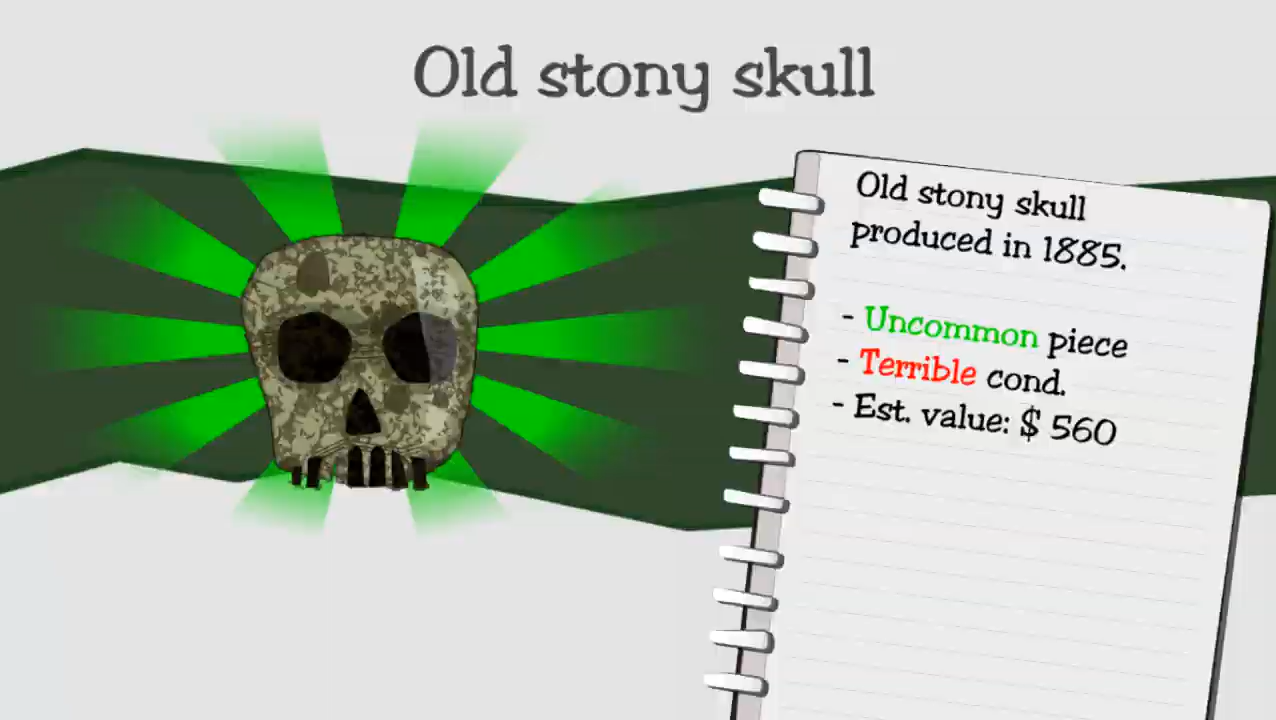 Old stony skull
Old stony skull
produced in 1885.
- Uncommon piece
- Terrible cond.
- Est. value: $ 560